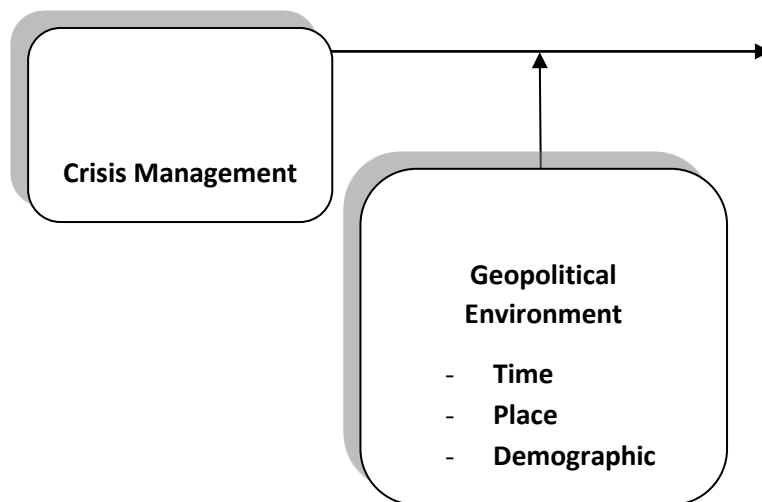 Crisis Management
Geopolitical
Environment
- Time
- Place
- Demographic